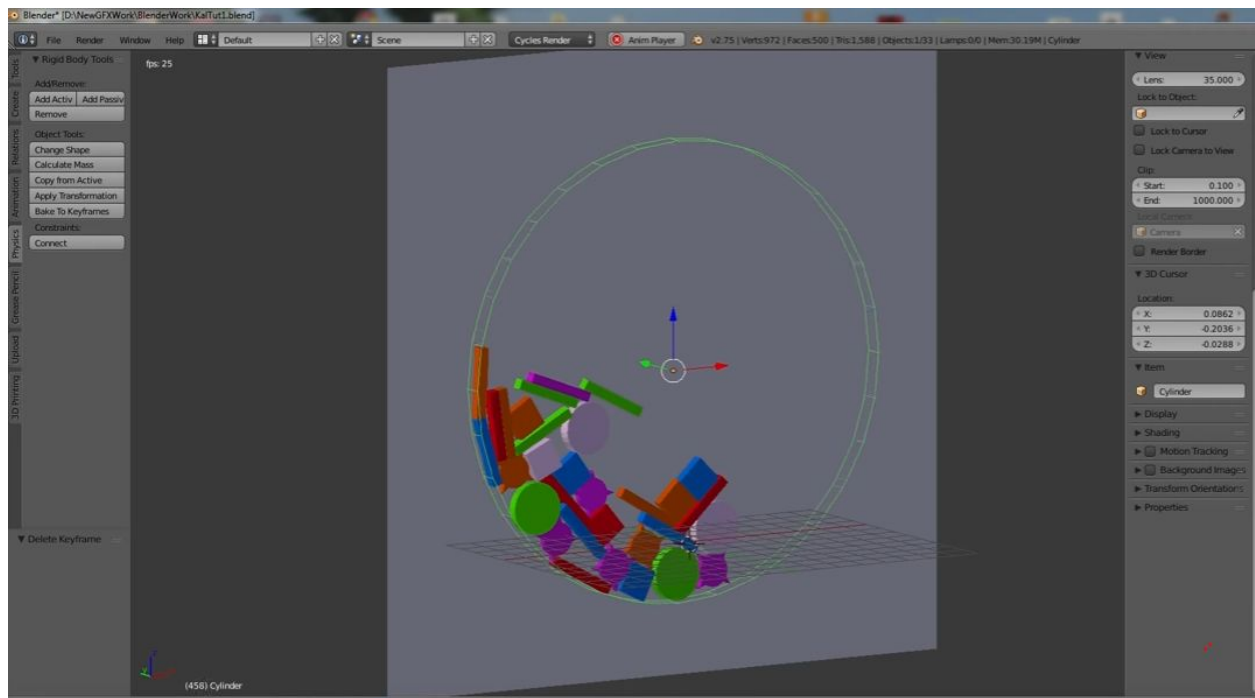 Blender* [D:\NewGFXWork\BlenderWork\KalTut1.blend]
File Render Window Help Default Scene Cycles Render Anim Player v2.75 | Verts:972 | Faces:500 | Tris:1,588 | Objects:1/33 | Lamps:0/0 | Mem:30.19M | Cylinder
Tools
Create
Relations
Animation
Physics
Grease Pencil
Upload
3D Printing
Rigid Body Tools
Add/Remove:
Add Activ Add Passiv
Remove
Object Tools:
Change Shape
Calculate Mass
Copy from Active
Apply Transformation
Bake To Keyframes
Constraints:
Connect
Delete Keyframe
fps: 25
(458) Cylinder
View
Lens: 35.000
Lock to Object:
Lock to Cursor
Lock Camera to View
Clip:
Start: 0.100
End: 1000.000
Local Camera:
Camera
Render Border
3D Cursor
Location:
X: 0.0862
Y: -0.2036
Z: -0.0288
Item
Cylinder
Display
Shading
Motion Tracking
Background Images
Transform Orientations
Properties